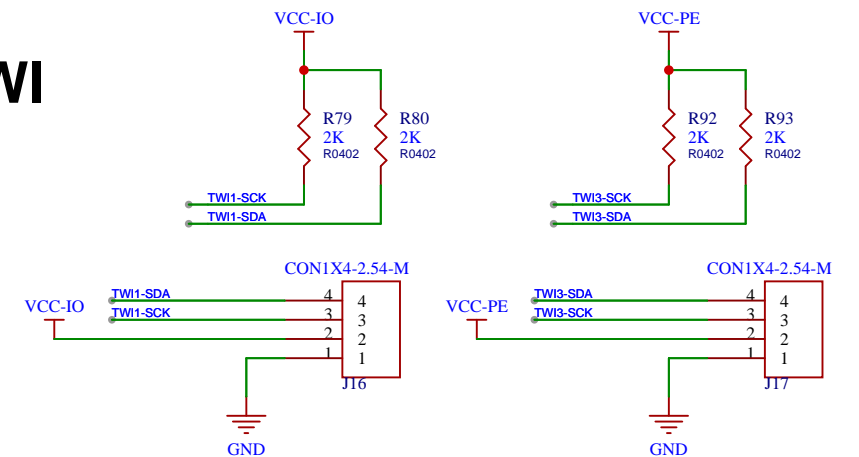 WI
VCC-IO
R79
2K
R0402
R80
2K
R0402
TWI1-SCK
TWI1-SDA
VCC-PE
R92
2K
R0402
R93
2K
R0402
TWI3-SCK
TWI3-SDA
CON1X4-2.54-M
VCC-IO
TWI1-SDA
TWI1-SCK
4 4
3 3
2 2
1 1
J16
GND
CON1X4-2.54-M
VCC-PE
TWI3-SDA
TWI3-SCK
4 4
3 3
2 2
1 1
J17
GND